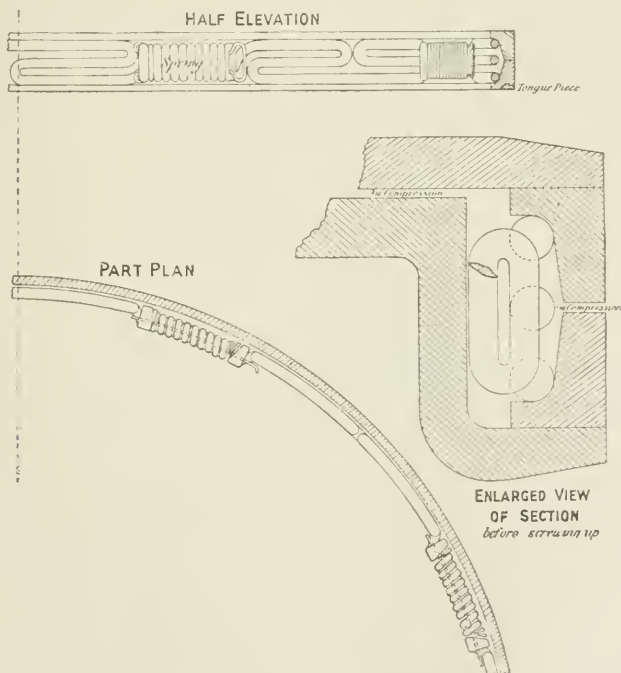 HALF ELEVATION
Spring
Tongue Piece
Compression
PART PLAN
Compression
ENLARGED VIEW
OF SECTION
before screwing up